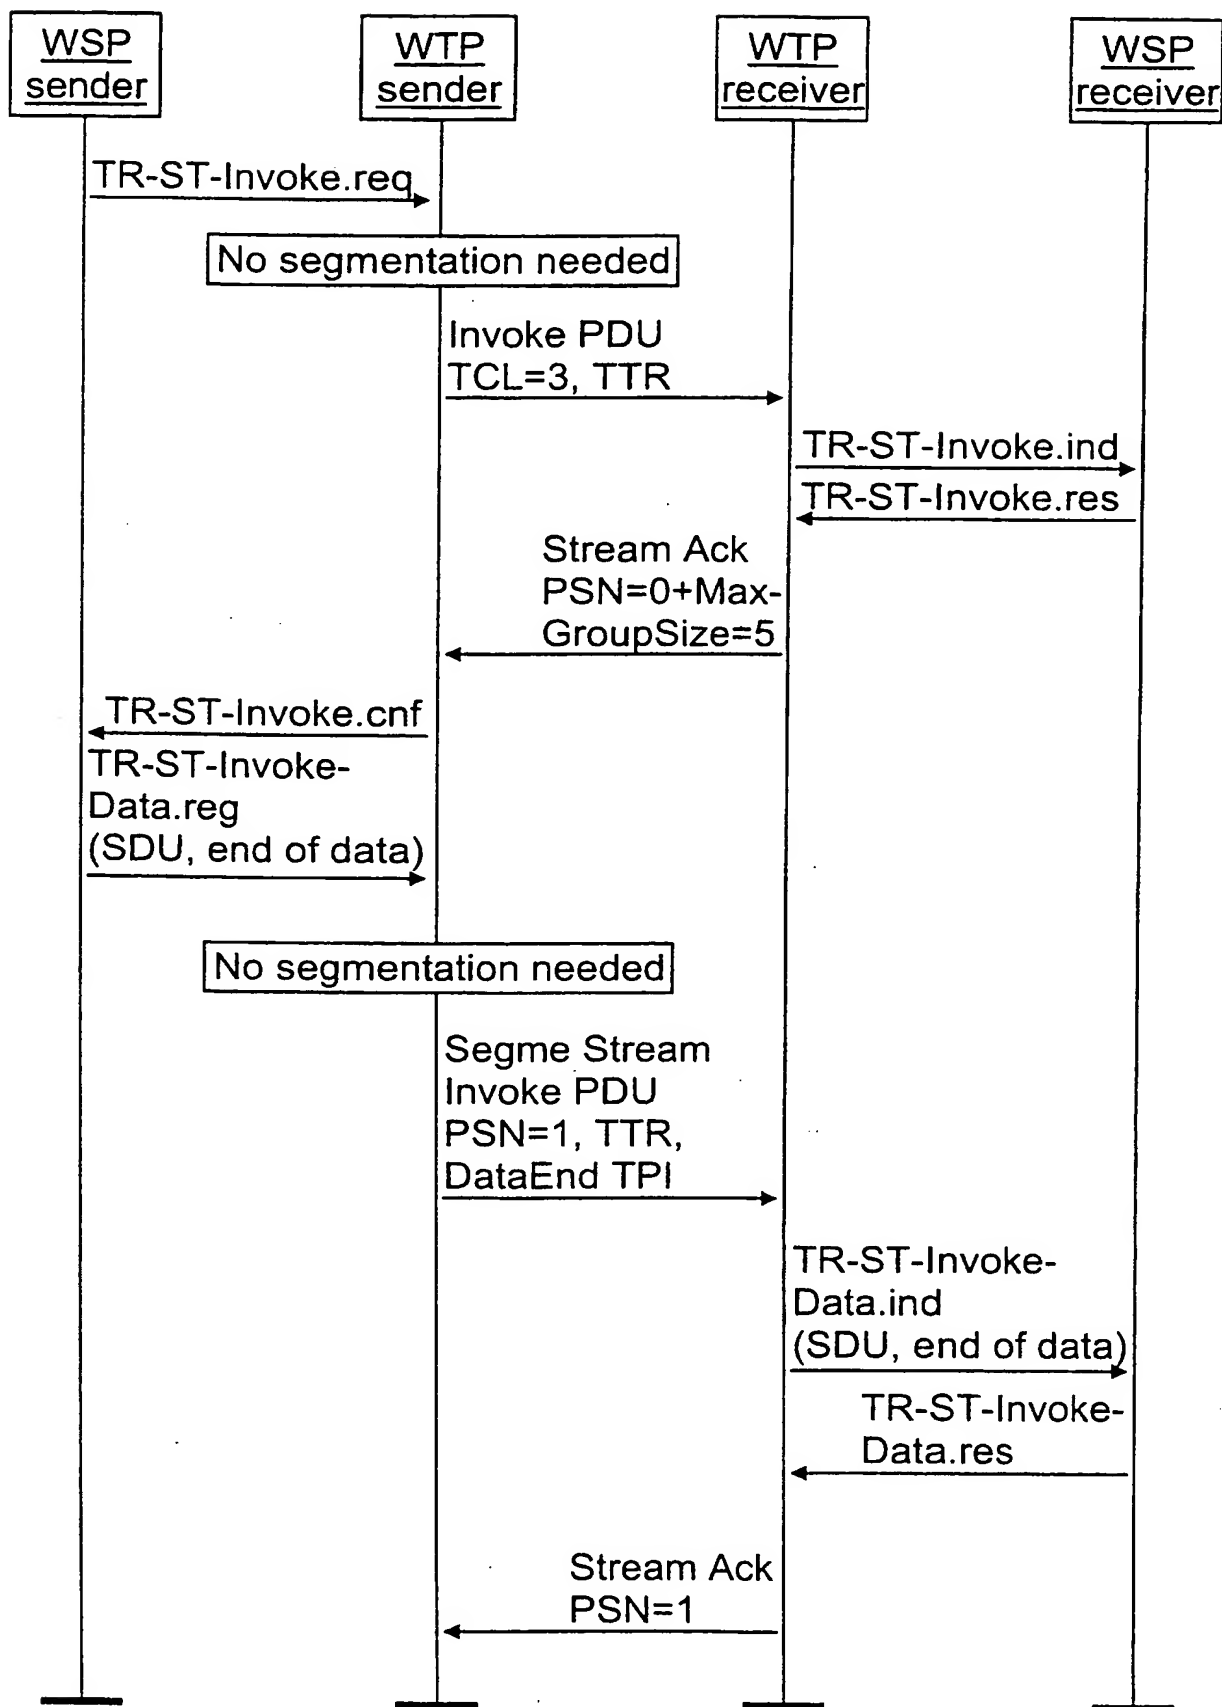 WSP
sender
WTP
sender
WTP
receiver
WSP
receiver
TR-ST-Invoke.req
No segmentation needed
Invoke PDU
TCL=3, TTR
TR-ST-Invoke.ind
TR-ST-Invoke.res
Stream Ack
PSN=0+Max-
GroupSize=5
TR-ST-Invoke.cnf
TR-ST-Invoke-
Data.reg
(SDU, end of data)
No segmentation needed
Segme Stream
Invoke PDU
PSN=1, TTR,
DataEnd TPI
TR-ST-Invoke-
Data.ind
(SDU, end of data)
TR-ST-Invoke-
Data.res
Stream Ack
PSN=1